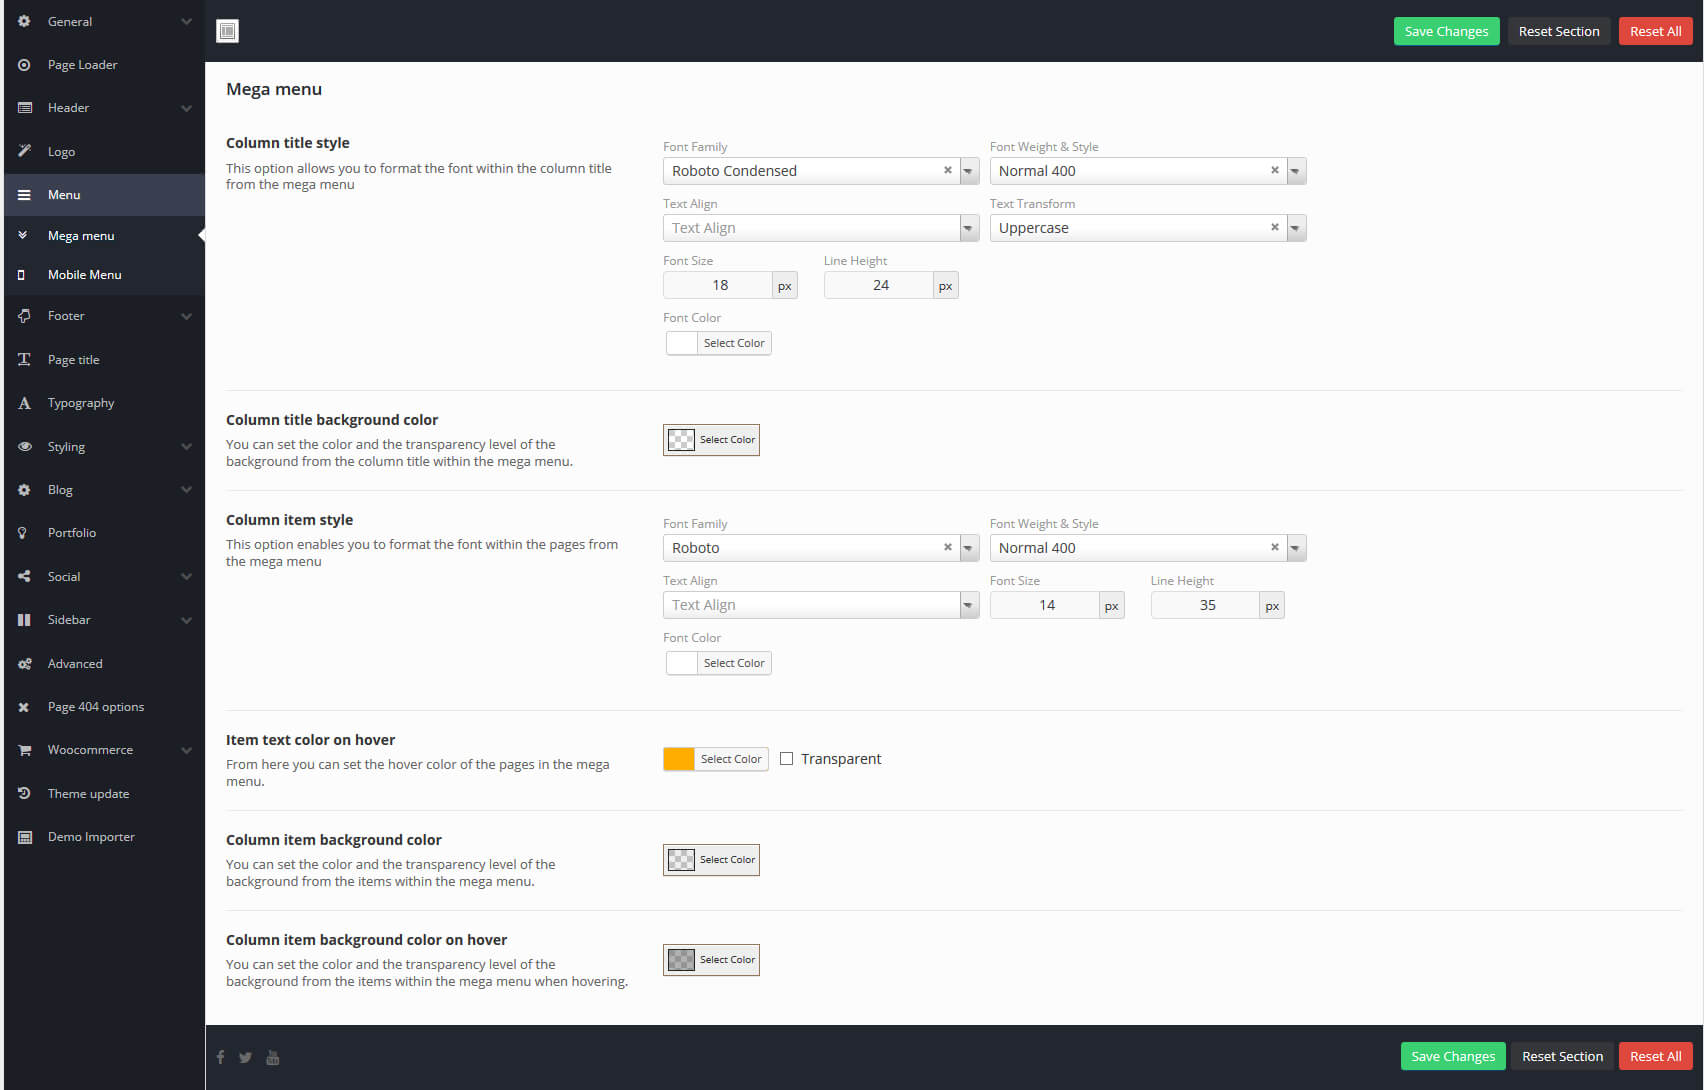 General
Page Loader
Header
Logo
Menu
Mega menu
Mobile Menu
Footer
Page title
Typography
Styling
Blog
Portfolio
Social
Sidebar
Advanced
Page 404 options
Woocommerce
Theme update
Demo Importer
Save Changes Reset Section Reset All
Mega menu
Column title style
This option allows you to format the font within the column title
from the mega menu
Font Family Font Weight & Style
Roboto Condensed Normal 400
Text Align Text Transform
Text Align Uppercase
Font Size Line Height
18 px 24 px
Font Color
Select Color
Column title background color
You can set the color and the transparency level of the
background from the column title within the mega menu.
Select Color
Column item style
This option enables you to format the font within the pages from
the mega menu
Font Family Font Weight & Style
Roboto Normal 400
Text Align Font Size Line Height
Text Align 14 px 35 px
Font Color
Select Color
Item text color on hover
From here you can set the hover color of the pages in the mega
menu.
Select Color Transparent
Column item background color
You can set the color and the transparency level of the
background from the items within the mega menu.
Select Color
Column item background color on hover
You can set the color and the transparency level of the
background from the items within the mega menu when hovering.
Select Color
Save Changes Reset Section Reset All